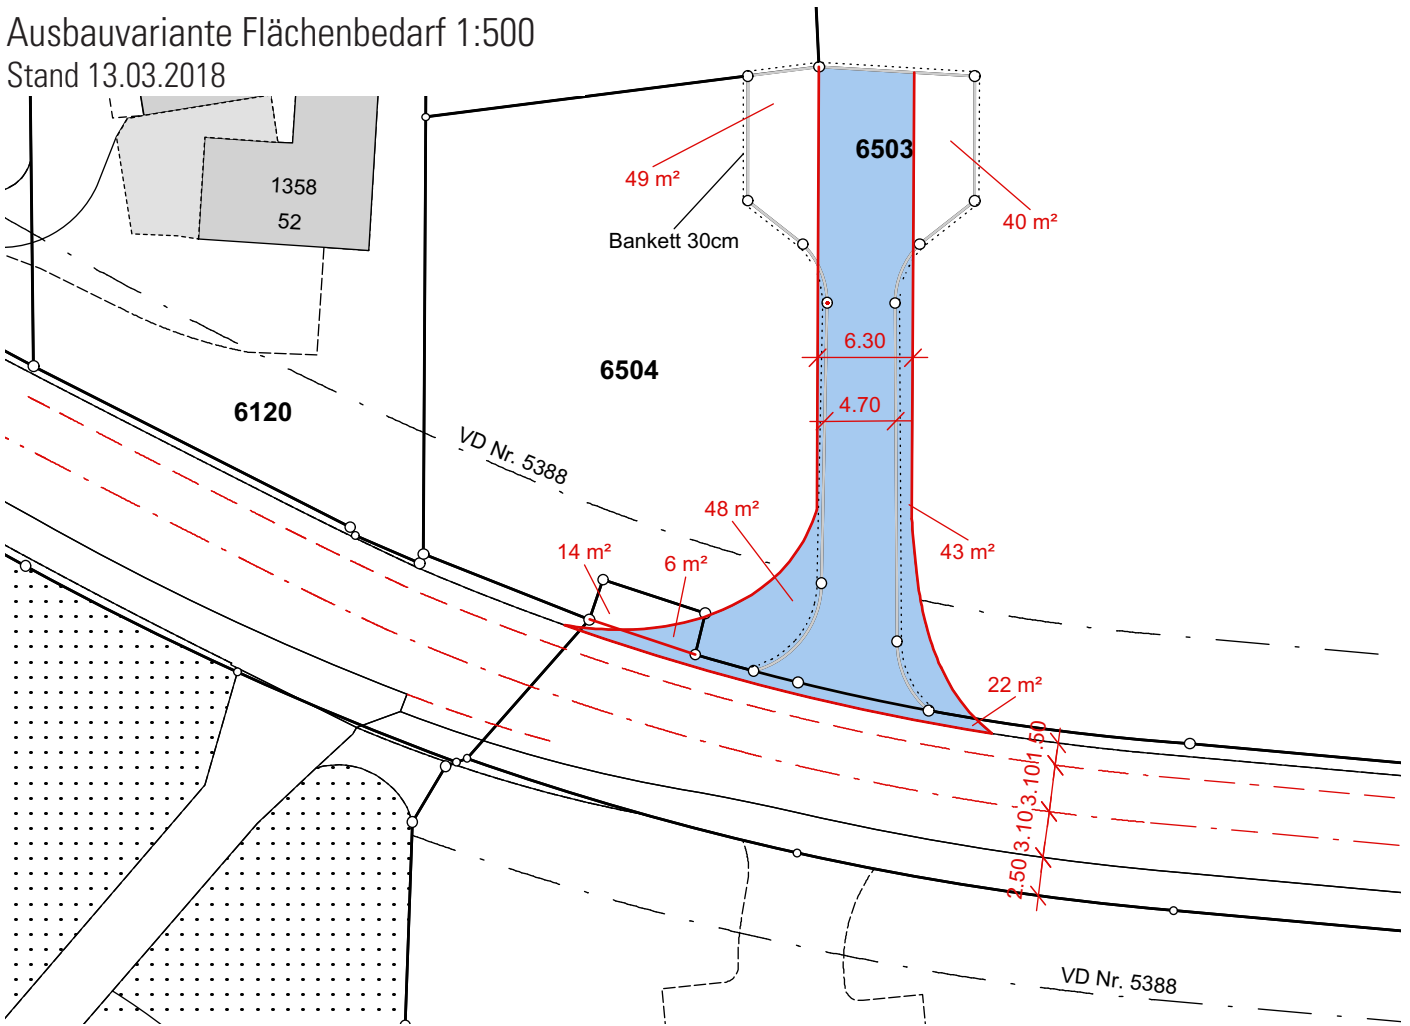 Ausbauvariante Flächenbedarf 1:500
Stand 13.03.2018
6503
49 m²
1358
52
40 m²
Bankett 30cm
6.30
6504
4.70
6120
VD Nr. 5388
48 m²
14 m²
6 m²
43 m²
22 m²
1.50
3.10
3.10
2.50
VD Nr. 5388